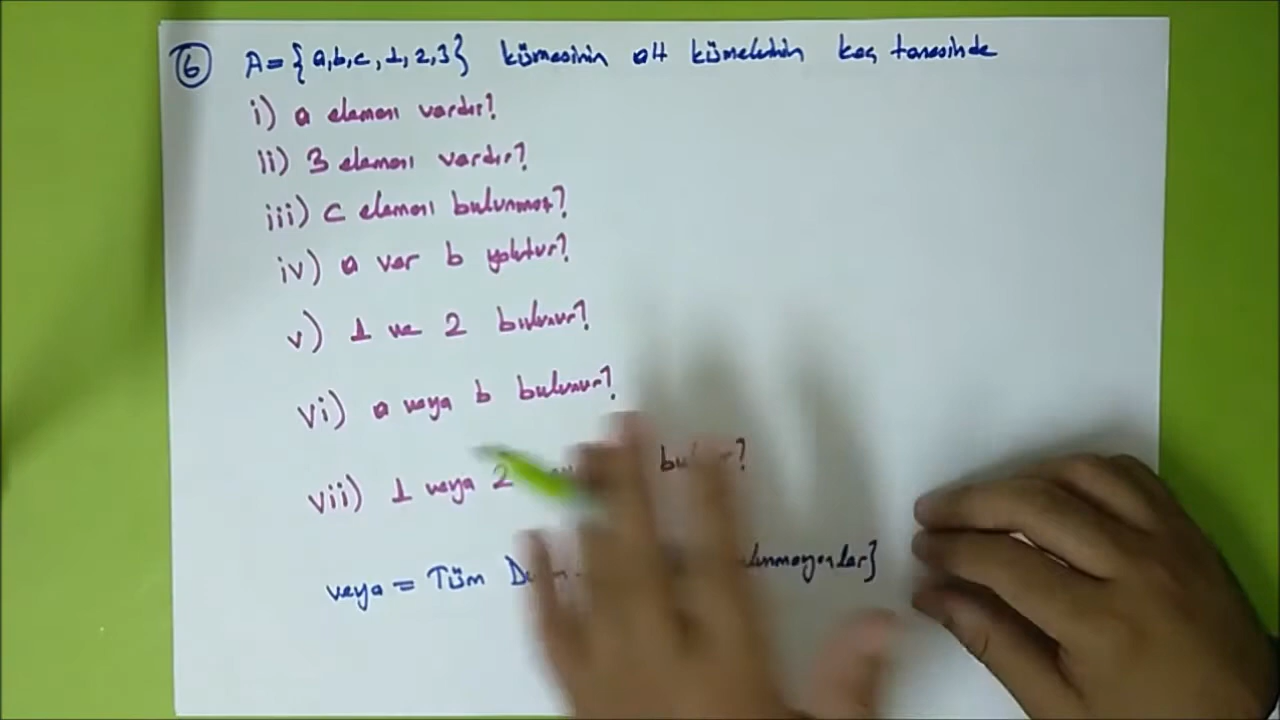 6 A = {a,b,c,1,2,3} kümesinin alt kümelerinin kaç tanesinde
i) a elemanı vardır?
ii) 3 elemanı vardır?
iii) c elemanı bulunmaz?
iv) a var b yoktur?
v) 1 ve 2 bulunur?
vi) a veya b bulunur?
vii) 1 veya 2
veya = Tüm